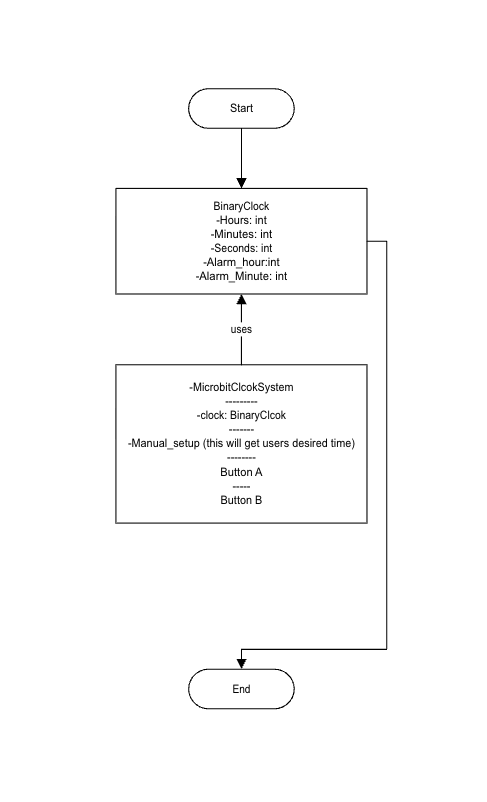 Start
BinaryClock
-Hours: int
-Minutes: int
-Seconds: int
-Alarm_hour:int
-Alarm_Minute: int
uses
-MicrobitClcokSystem
---------
-clock: BinaryClcok
-------
-Manual_setup (this will get users desired time)
--------
Button A
-----
Button B
End